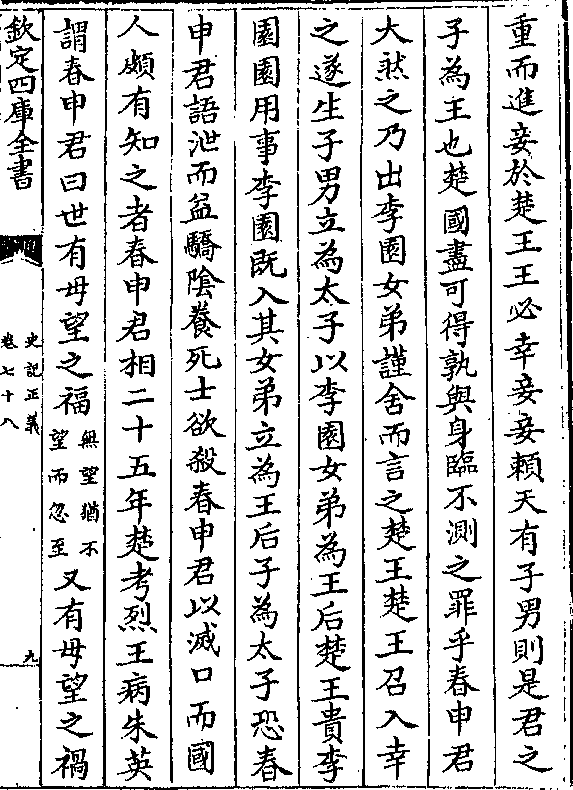 重而進妾於楚王王必幸妾妾賴天有子男則是君之
子為王也楚國盡可得孰與身臨不測之罪乎春申君
大然之乃出李園女弟謹舍而言之楚王楚王召入幸
之遂生子男立為太子以李園女弟為王后楚王貴李
園園用事李園既入其女弟立為王后子為太子恐春
申君語泄而益驕陰養死士欲殺春申君以滅口而國
人頗有知之者春申君相二十五年楚考烈王病朱英
謂春申君曰世有毋望之福無望猶不望而忽至又有毋望之禍
欽定四庫全書
史記正義
卷七十八
九